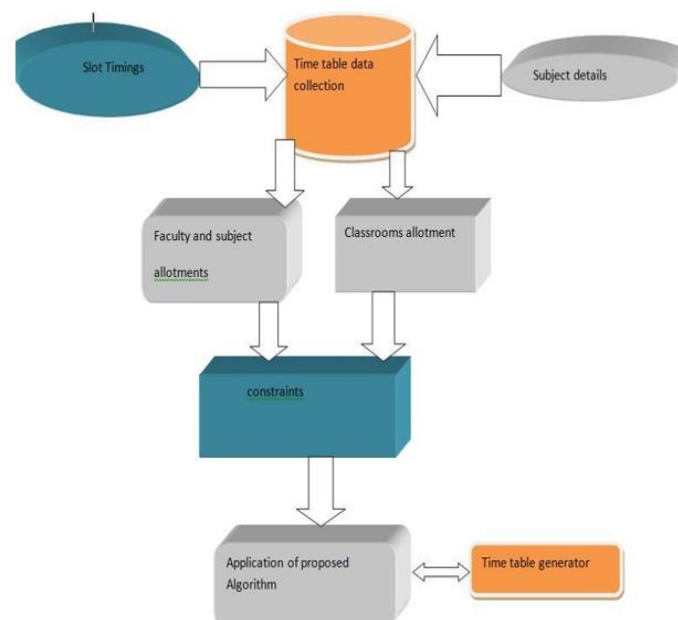 Slot Timings
Time table data
collection
Subject details
Faculty and subject
allotments
Classrooms allotment
constraints
Application of proposed
Algorithm
Time table generator